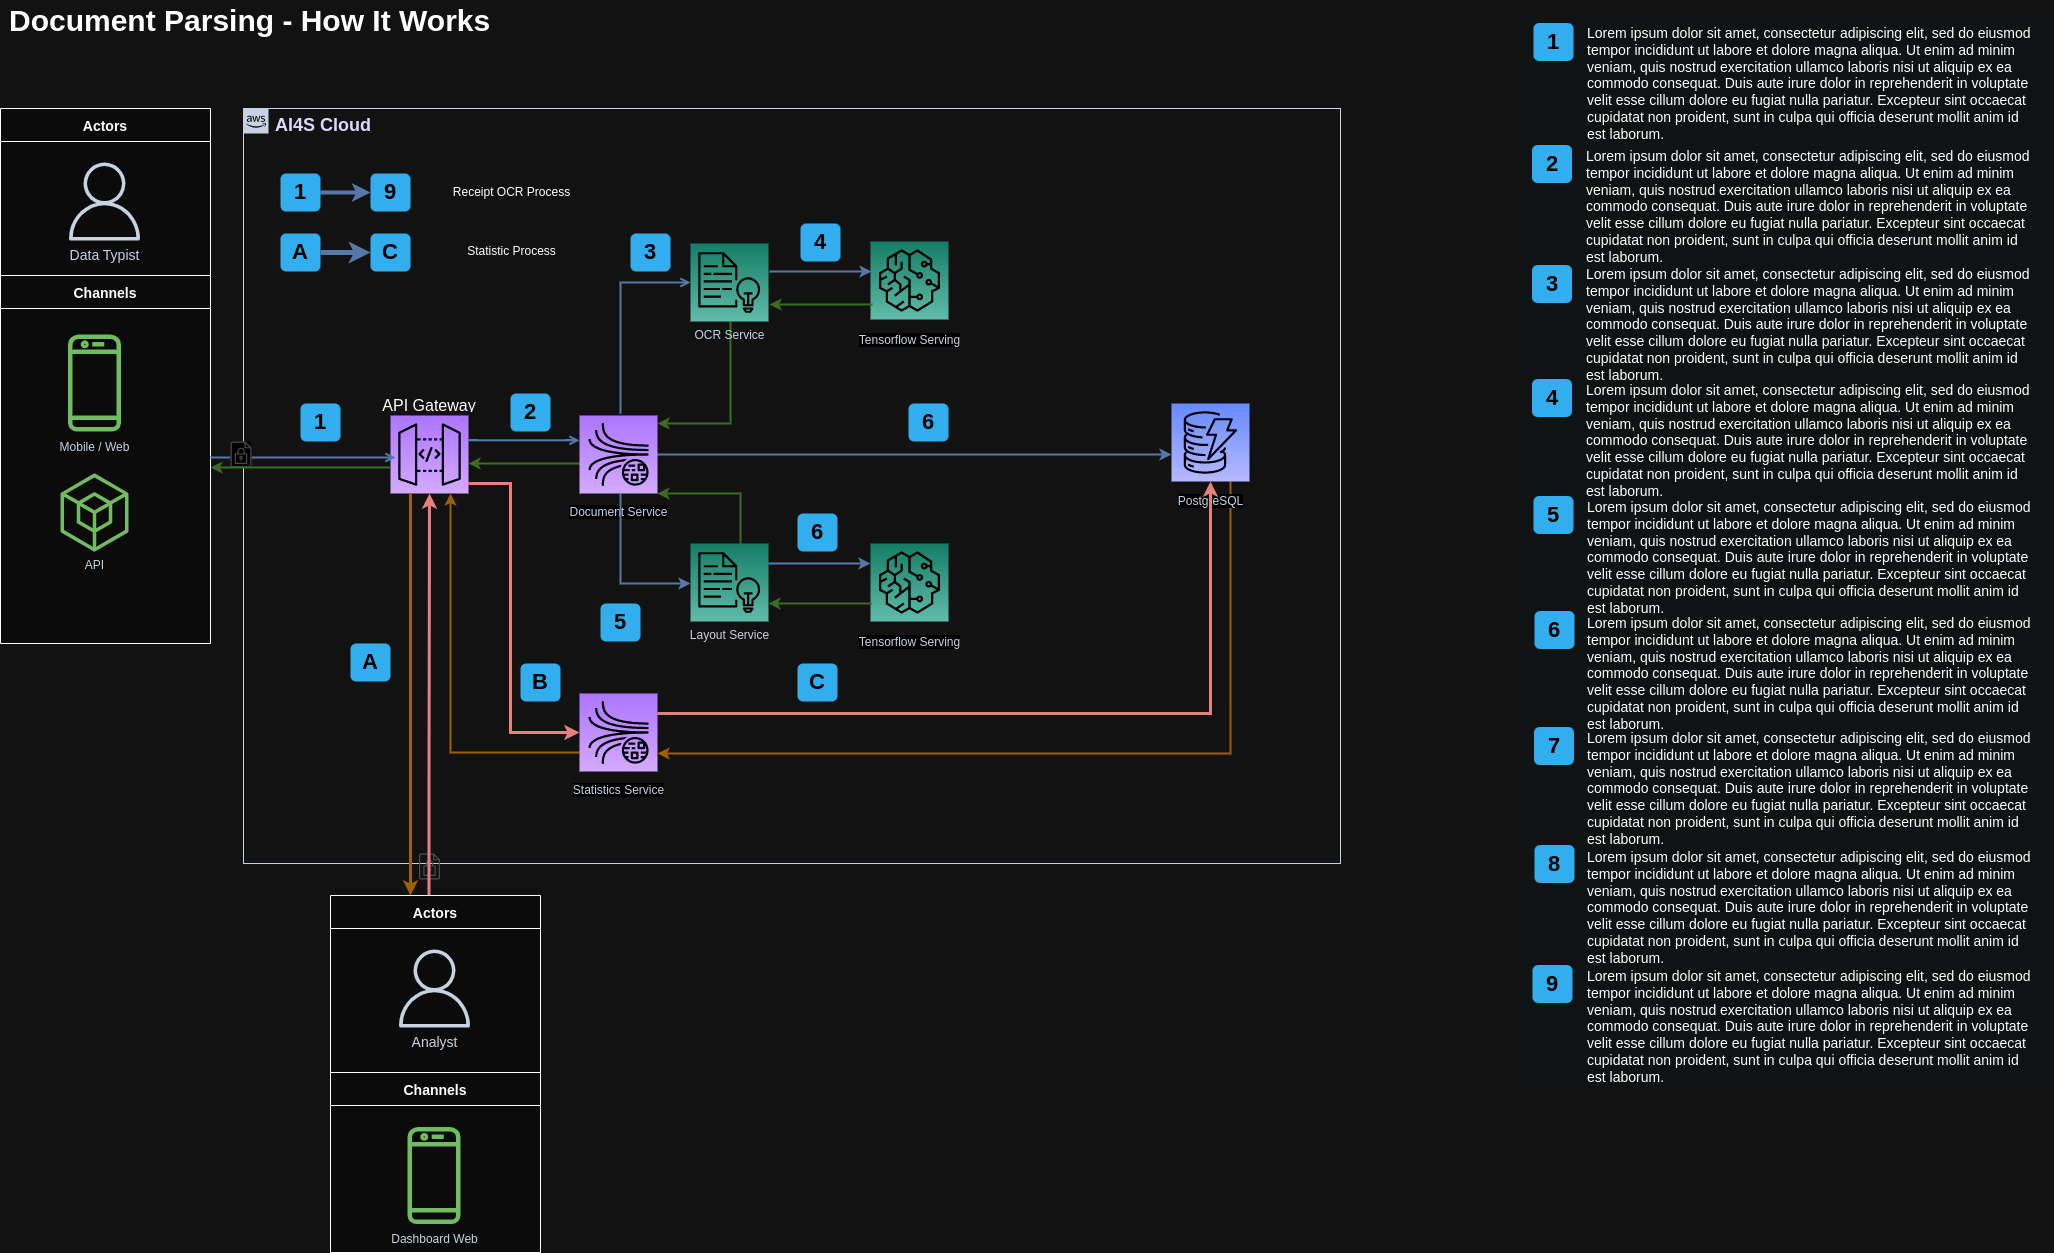 Document Parsing - How It Works
Actors
Data Typist
Channels
Mobile / Web
API
aws
AI4S Cloud
1
9
Receipt OCR Process
A
C
Statistic Process
3
4
OCR Service
Tensorflow Serving
1
API Gateway
2
6
Document Service
PostgreSQL
6
5
Layout Service
Tensorflow Serving
A
B
C
Statistics Service
Actors
Analyst
Channels
Dashboard Web
1
Lorem ipsum dolor sit amet, consectetur adipiscing elit, sed do eiusmod
tempor incididunt ut labore et dolore magna aliqua. Ut enim ad minim
veniam, quis nostrud exercitation ullamco laboris nisi ut aliquip ex ea
commodo consequat. Duis aute irure dolor in reprehenderit in voluptate
velit esse cillum dolore eu fugiat nulla pariatur. Excepteur sint occaecat
cupidatat non proident, sunt in culpa qui officia deserunt mollit anim id
est laborum.
2
Lorem ipsum dolor sit amet, consectetur adipiscing elit, sed do eiusmod
tempor incididunt ut labore et dolore magna aliqua. Ut enim ad minim
veniam, quis nostrud exercitation ullamco laboris nisi ut aliquip ex ea
commodo consequat. Duis aute irure dolor in reprehenderit in voluptate
velit esse cillum dolore eu fugiat nulla pariatur. Excepteur sint occaecat
cupidatat non proident, sunt in culpa qui officia deserunt mollit anim id
est laborum.
3
Lorem ipsum dolor sit amet, consectetur adipiscing elit, sed do eiusmod
tempor incididunt ut labore et dolore magna aliqua. Ut enim ad minim
veniam, quis nostrud exercitation ullamco laboris nisi ut aliquip ex ea
commodo consequat. Duis aute irure dolor in reprehenderit in voluptate
velit esse cillum dolore eu fugiat nulla pariatur. Excepteur sint occaecat
cupidatat non proident, sunt in culpa qui officia deserunt mollit anim id
est laborum.
4
Lorem ipsum dolor sit amet, consectetur adipiscing elit, sed do eiusmod
tempor incididunt ut labore et dolore magna aliqua. Ut enim ad minim
veniam, quis nostrud exercitation ullamco laboris nisi ut aliquip ex ea
commodo consequat. Duis aute irure dolor in reprehenderit in voluptate
velit esse cillum dolore eu fugiat nulla pariatur. Excepteur sint occaecat
cupidatat non proident, sunt in culpa qui officia deserunt mollit anim id
est laborum.
5
Lorem ipsum dolor sit amet, consectetur adipiscing elit, sed do eiusmod
tempor incididunt ut labore et dolore magna aliqua. Ut enim ad minim
veniam, quis nostrud exercitation ullamco laboris nisi ut aliquip ex ea
commodo consequat. Duis aute irure dolor in reprehenderit in voluptate
velit esse cillum dolore eu fugiat nulla pariatur. Excepteur sint occaecat
cupidatat non proident, sunt in culpa qui officia deserunt mollit anim id
est laborum.
6
Lorem ipsum dolor sit amet, consectetur adipiscing elit, sed do eiusmod
tempor incididunt ut labore et dolore magna aliqua. Ut enim ad minim
veniam, quis nostrud exercitation ullamco laboris nisi ut aliquip ex ea
commodo consequat. Duis aute irure dolor in reprehenderit in voluptate
velit esse cillum dolore eu fugiat nulla pariatur. Excepteur sint occaecat
cupidatat non proident, sunt in culpa qui officia deserunt mollit anim id
est laborum.
7
Lorem ipsum dolor sit amet, consectetur adipiscing elit, sed do eiusmod
tempor incididunt ut labore et dolore magna aliqua. Ut enim ad minim
veniam, quis nostrud exercitation ullamco laboris nisi ut aliquip ex ea
commodo consequat. Duis aute irure dolor in reprehenderit in voluptate
velit esse cillum dolore eu fugiat nulla pariatur. Excepteur sint occaecat
cupidatat non proident, sunt in culpa qui officia deserunt mollit anim id
est laborum.
8
Lorem ipsum dolor sit amet, consectetur adipiscing elit, sed do eiusmod
tempor incididunt ut labore et dolore magna aliqua. Ut enim ad minim
veniam, quis nostrud exercitation ullamco laboris nisi ut aliquip ex ea
commodo consequat. Duis aute irure dolor in reprehenderit in voluptate
velit esse cillum dolore eu fugiat nulla pariatur. Excepteur sint occaecat
cupidatat non proident, sunt in culpa qui officia deserunt mollit anim id
est laborum.
9
Lorem ipsum dolor sit amet, consectetur adipiscing elit, sed do eiusmod
tempor incididunt ut labore et dolore magna aliqua. Ut enim ad minim
veniam, quis nostrud exercitation ullamco laboris nisi ut aliquip ex ea
commodo consequat. Duis aute irure dolor in reprehenderit in voluptate
velit esse cillum dolore eu fugiat nulla pariatur. Excepteur sint occaecat
cupidatat non proident, sunt in culpa qui officia deserunt mollit anim id
est laborum.